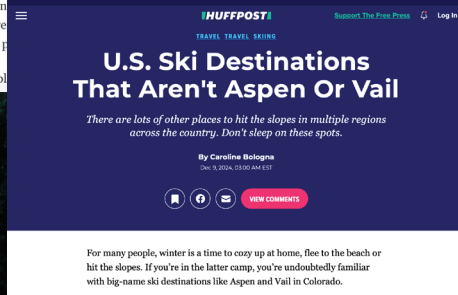 HUFFPOST
Support The Free Press
Log In
TRAVEL TRAVEL SKIING
U.S. Ski Destinations
That Aren't Aspen Or Vail
There are lots of other places to hit the slopes in multiple regions
across the country. Don't sleep on these spots.
By Caroline Bologna
Dec 9, 2024, 03:00 AM EST
VIEW COMMENTS
For many people, winter is a time to cozy up at home, flee to the beach or
hit the slopes. If you're in the latter camp, you're undoubtedly familiar
with big-name ski destinations like Aspen and Vail in Colorado.